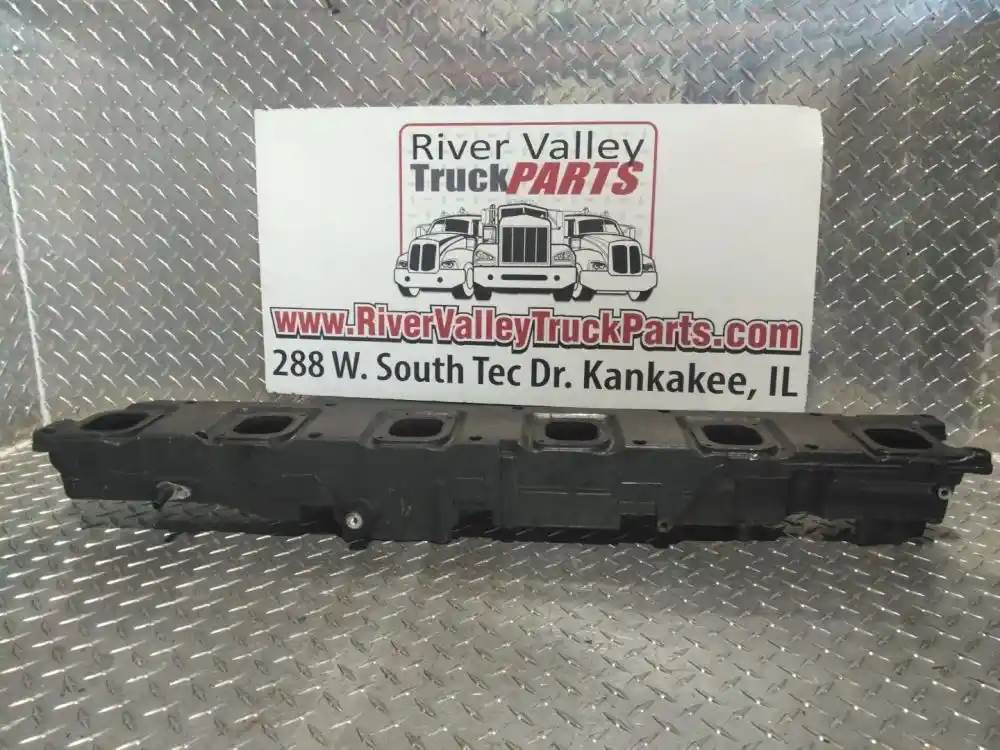 River Valley
TruckPARTS
www.RiverValleyTruckParts.com
288 W. South Tec Dr. Kankakee, IL